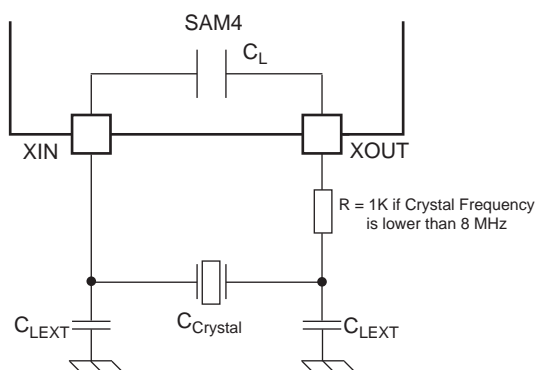 SAM4
CL
XIN
XOUT
R = 1K if Crystal Frequency
is lower than 8 MHz
CLEXT
CCrystal
CLEXT